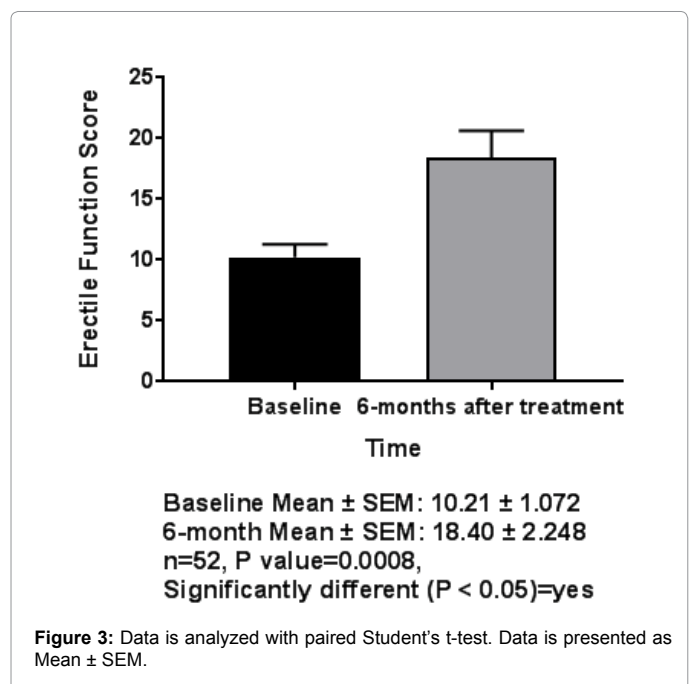 25
20
15
10
5
0
Erectile Function Score
Baseline 6-months after treatment
Time
Baseline Mean ± SEM: 10.21 ± 1.072
6-month Mean ± SEM: 18.40 ± 2.248
n=52, P value=0.0008,
Significantly different (P < 0.05)=yes
Figure 3: Data is analyzed with paired Student's t-test. Data is presented as
Mean ± SEM.